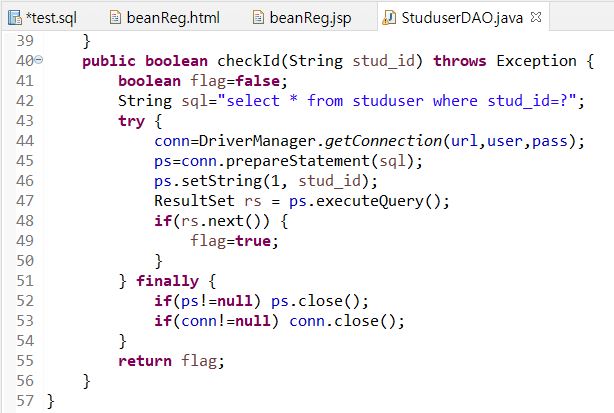 *test.sql beanReg.html beanReg.jsp StuduserDAO.java
39 }
40 public boolean checkId(String stud_id) throws Exception {
41 boolean flag=false;
42 String sql="select * from studuser where stud_id=?";
43 try {
44 conn=DriverManager.getConnection(url,user,pass);
45 ps=conn.prepareStatement(sql);
46 ps.setString(1, stud_id);
47 ResultSet rs = ps.executeQuery();
48 if(rs.next()) {
49 flag=true;
50 }
51 } finally {
52 if(ps!=null) ps.close();
53 if(conn!=null) conn.close();
54 }
55 return flag;
56 }
57 }